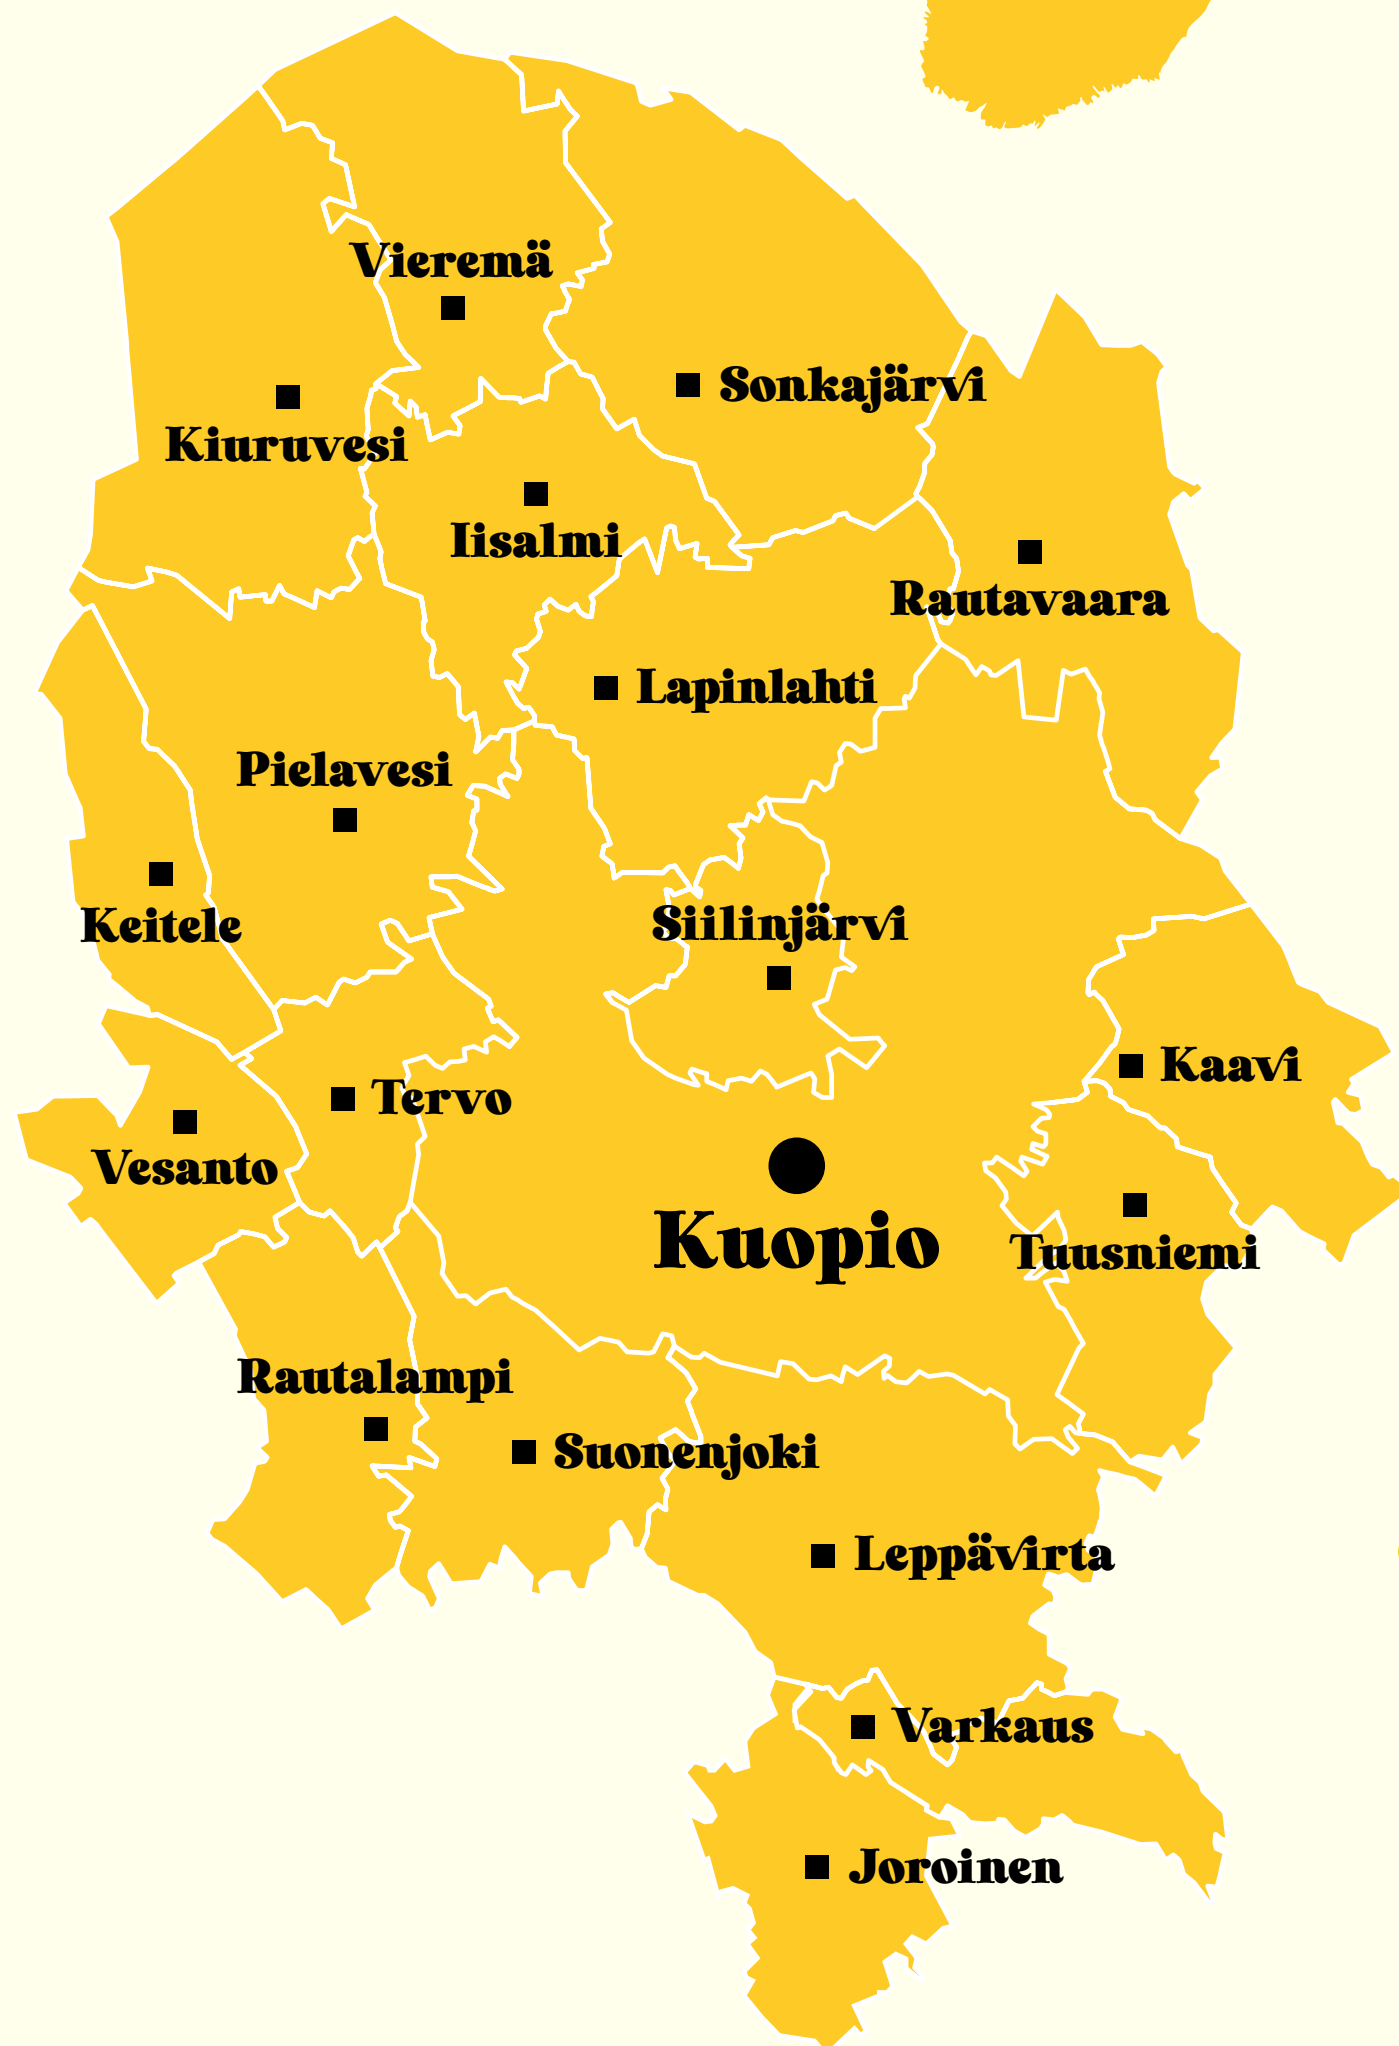 Vieremä
Sonkajärvi
Kiuruvesi
Iisalmi
Rautavaara
Lapinlahti
Pielavesi
Keitele
Siilinjärvi
Kaavi
Tervo
Vesanto
Kuopio
Tuusniemi
Rautalampi
Suonenjoki
Leppävirta
Varkaus
Joroinen